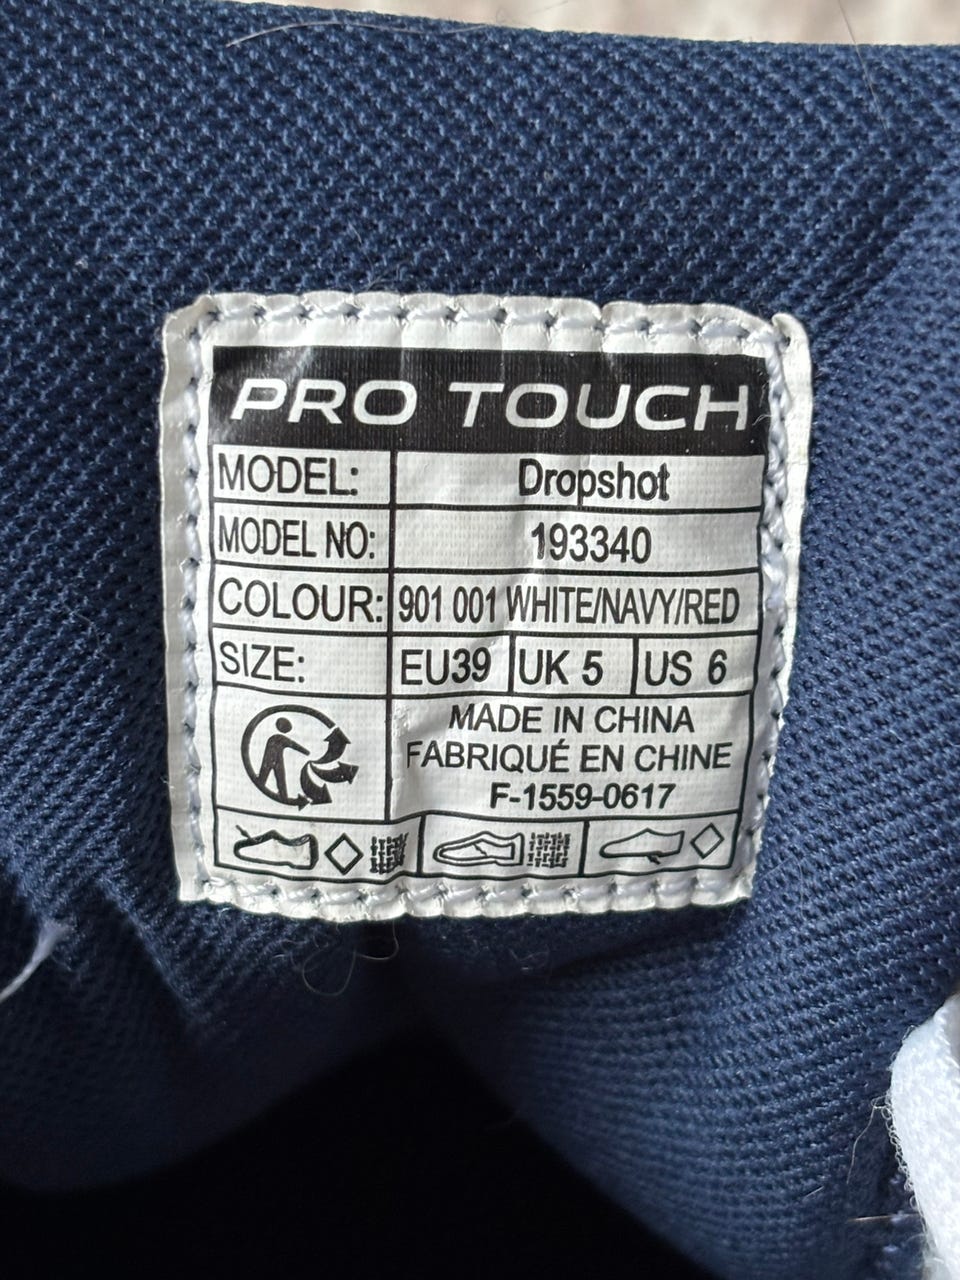 PRO TOUCH
MODEL: Dropshot
MODEL NO: 193340
COLOUR: 901 001 WHITE/NAVY/RED
SIZE: EU39 UK 5 US 6
MADE IN CHINA
FABRIQUÉ EN CHINE
F-1559-0617